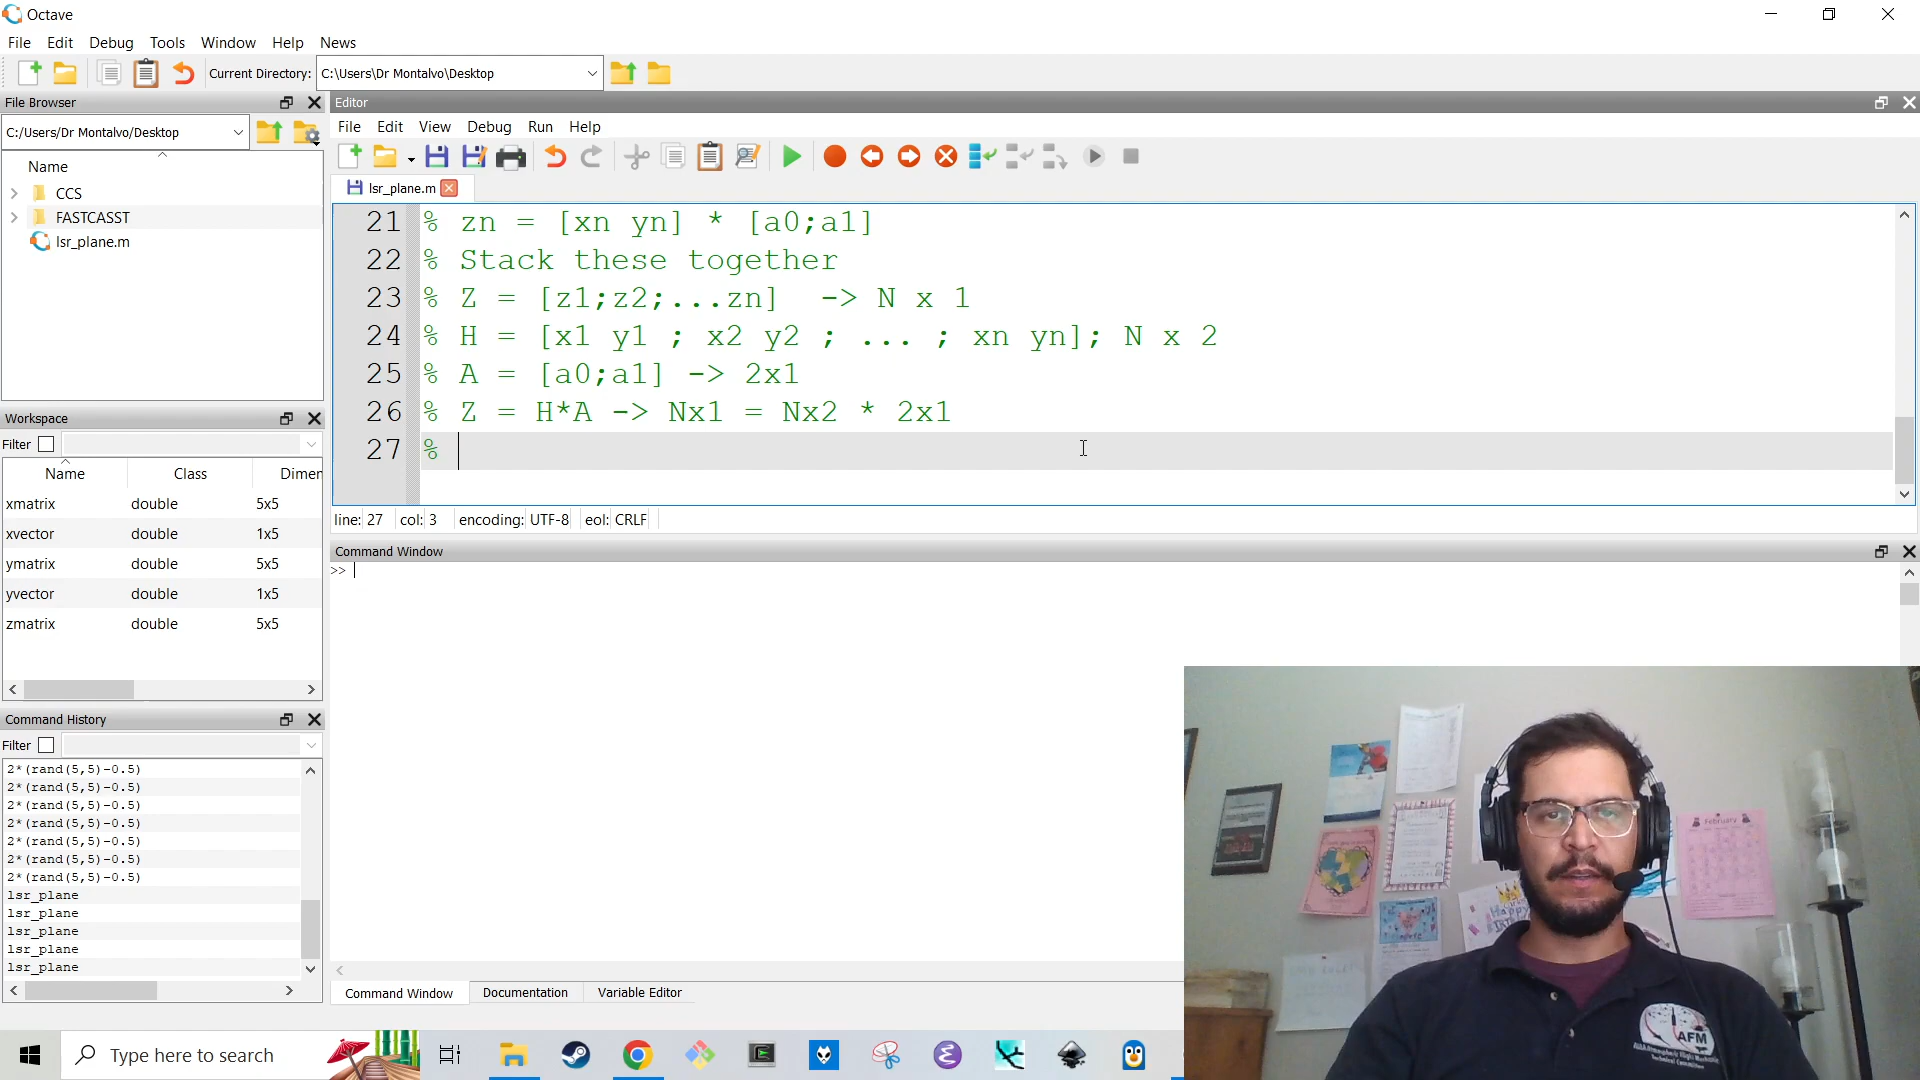 Octave
File Edit Debug Tools Window Help News
Current Directory: C:\Users\Dr Montalvo\Desktop
File Browser
C:/Users/Dr Montalvo/Desktop
Name
CCS
FASTCASST
lsr_plane.m
Workspace
Filter
Name Class Dimen
xmatrix double 5x5
xvector double 1x5
ymatrix double 5x5
yvector double 1x5
zmatrix double 5x5
Command History
Filter
2*(rand(5,5)-0.5)
2*(rand(5,5)-0.5)
2*(rand(5,5)-0.5)
2*(rand(5,5)-0.5)
2*(rand(5,5)-0.5)
2*(rand(5,5)-0.5)
2*(rand(5,5)-0.5)
lsr_plane
lsr_plane
lsr_plane
lsr_plane
lsr_plane
Editor
File Edit View Debug Run Help
lsr_plane.m
21 % zn = [xn yn] * [a0;a1]
22 % Stack these together
23 % Z = [z1;z2;...zn] -> N x 1
24 % H = [x1 y1 ; x2 y2 ; ... ; xn yn]; N x 2
25 % A = [a0;a1] -> 2x1
26 % Z = H*A -> Nx1 = Nx2 * 2x1
27 %
line: 27 col: 3 encoding: UTF-8 eol: CRLF
Command Window
>>
Command Window Documentation Variable Editor
February
HAPPY
AFM
Type here to search